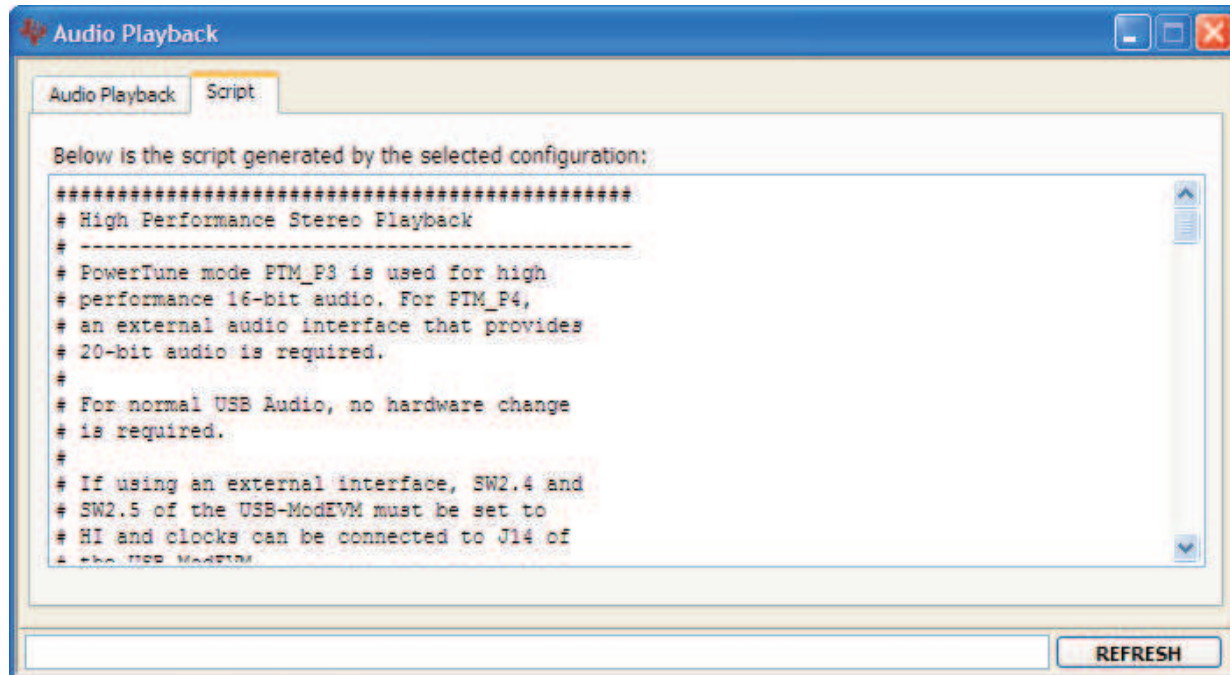 Audio Playback
Audio Playback Script
Below is the script generated by the selected configuration:
###############################################
# High Performance Stereo Playback
# ---------------------------------------------
# PowerTune mode PTM_P3 is used for high
# performance 16-bit audio. For PTM_P4,
# an external audio interface that provides
# 20-bit audio is required.
#
# For normal USB Audio, no hardware change
# is required.
#
# If using an external interface, SW2.4 and
# SW2.5 of the USB-ModEVM must be set to
# HI and clocks can be connected to J14 of
# the USB-ModEVM
REFRESH